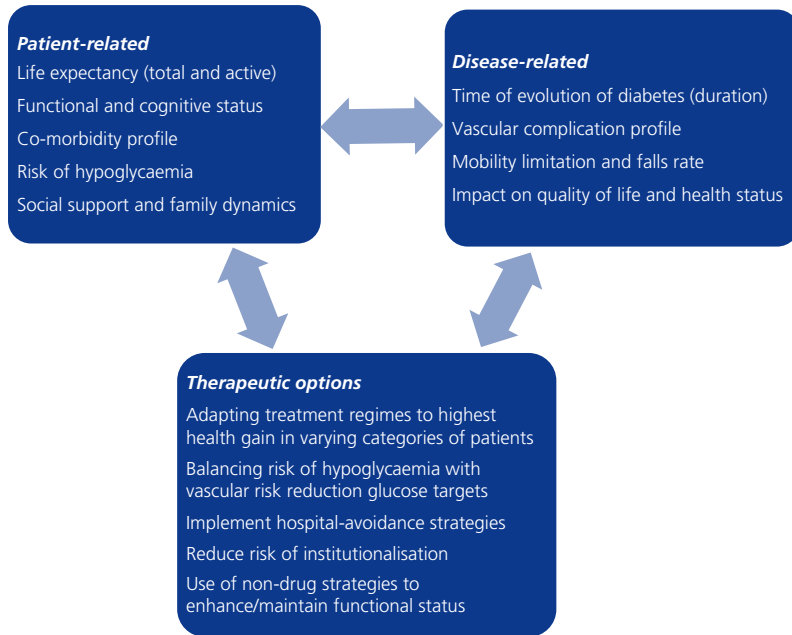 Patient-related
Life expectancy (total and active)
Functional and cognitive status
Co-morbidity profile
Risk of hypoglycaemia
Social support and family dynamics
Disease-related
Time of evolution of diabetes (duration)
Vascular complication profile
Mobility limitation and falls rate
Impact on quality of life and health status
Therapeutic options
Adapting treatment regimes to highest
health gain in varying categories of patients
Balancing risk of hypoglycaemia with
vascular risk reduction glucose targets
Implement hospital-avoidance strategies
Reduce risk of institutionalisation
Use of non-drug strategies to
enhance/maintain functional status